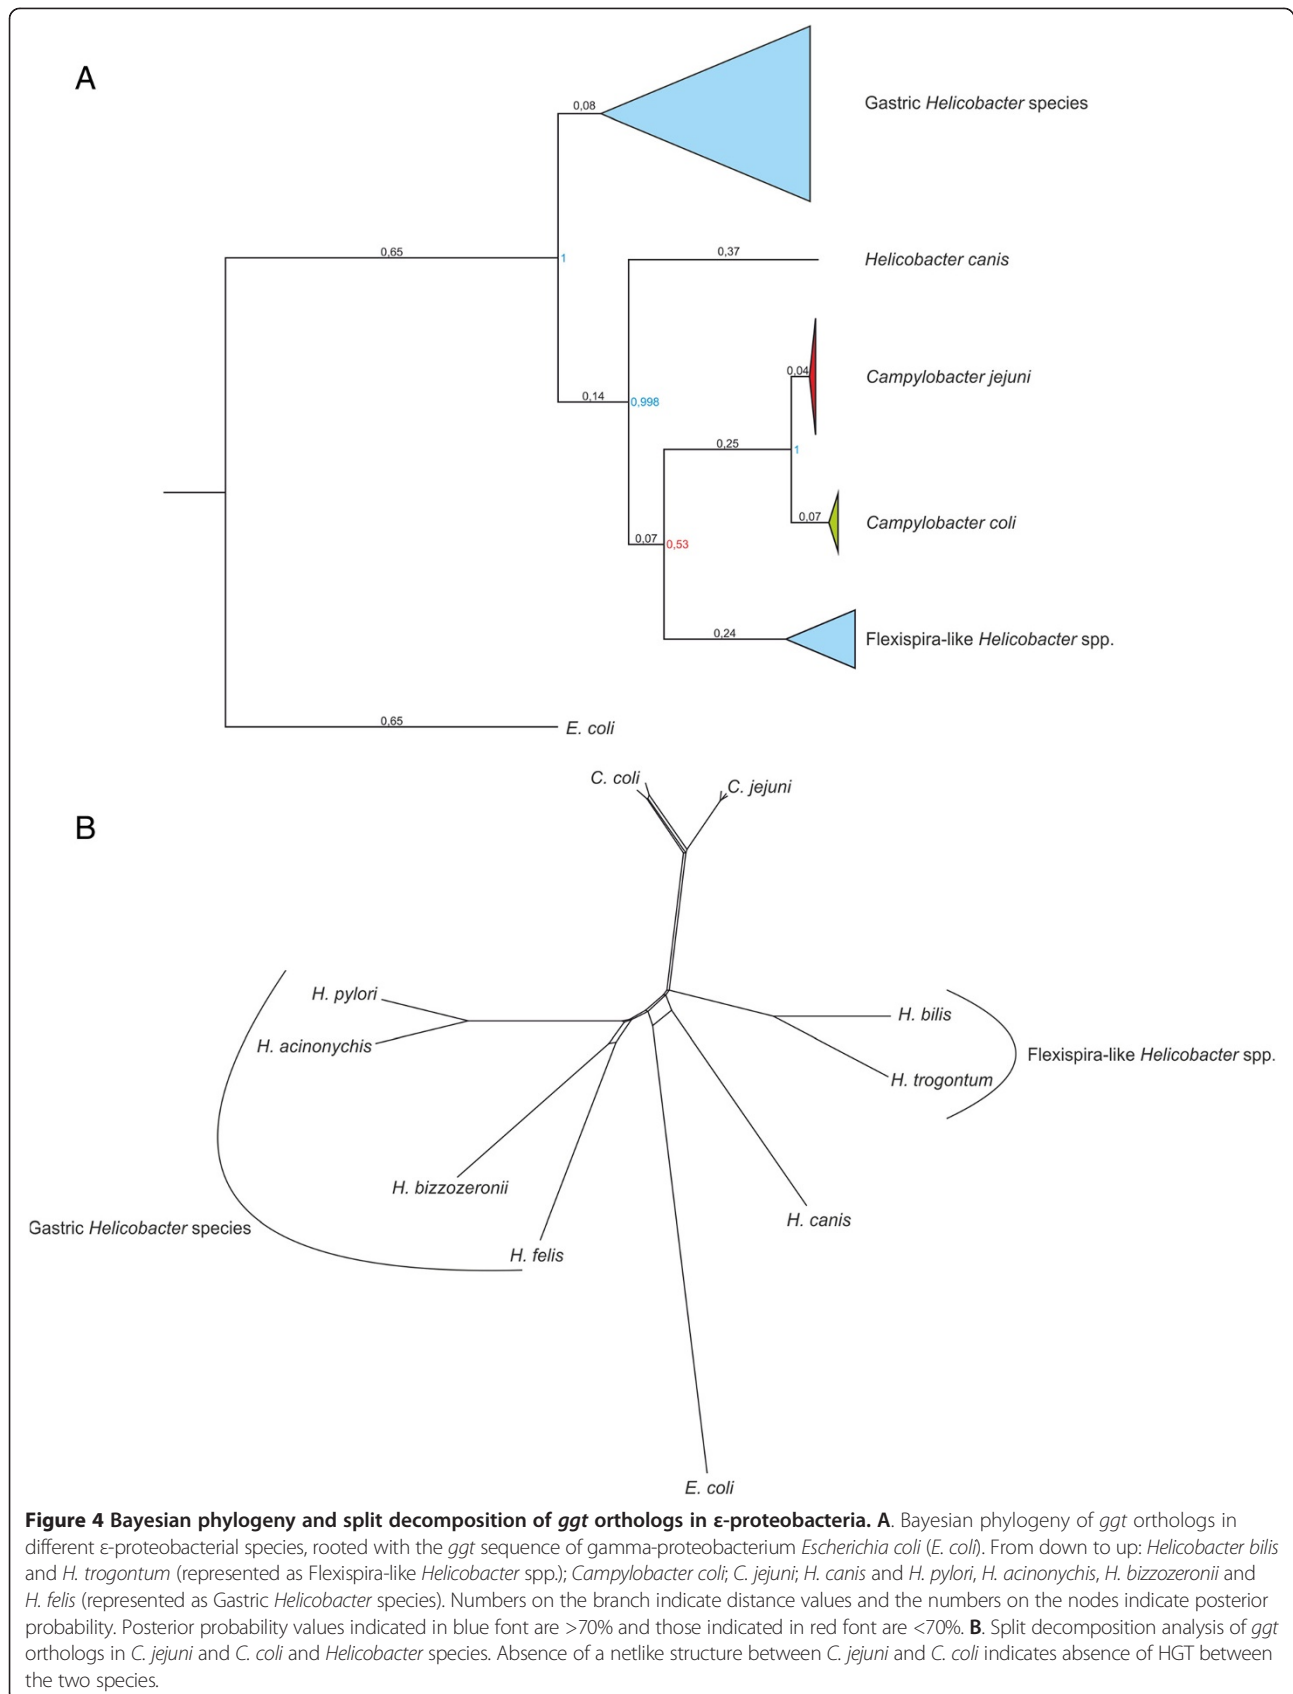 A
0,08
Gastric Helicobacter species
0,65
1
0,37
Helicobacter canis
0,04
Campylobacter jejuni
0,14
0,998
0,25
1
0,07
Campylobacter coli
0,07
0,53
0,24
Flexispira-like Helicobacter spp.
0,65
E. coli
B
C. coli
C. jejuni
H. pylori
H. acinonychis
H. bilis
Flexispira-like Helicobacter spp.
H. trogontum
H. bizzozeronii
H. canis
Gastric Helicobacter species
H. felis
E. coli
Figure 4 Bayesian phylogeny and split decomposition of ggt orthologs in ε-proteobacteria. A. Bayesian phylogeny of ggt orthologs in
different ε-proteobacterial species, rooted with the ggt sequence of gamma-proteobacterium Escherichia coli (E. coli). From down to up: Helicobacter bilis
and H. trogontum (represented as Flexispira-like Helicobacter spp.); Campylobacter coli; C. jejuni; H. canis and H. pylori, H. acinonychis, H. bizzozeronii and
H. felis (represented as Gastric Helicobacter species). Numbers on the branch indicate distance values and the numbers on the nodes indicate posterior
probability. Posterior probability values indicated in blue font are >70% and those indicated in red font are <70%. B. Split decomposition analysis of ggt
orthologs in C. jejuni and C. coli and Helicobacter species. Absence of a netlike structure between C. jejuni and C. coli indicates absence of HGT between
the two species.